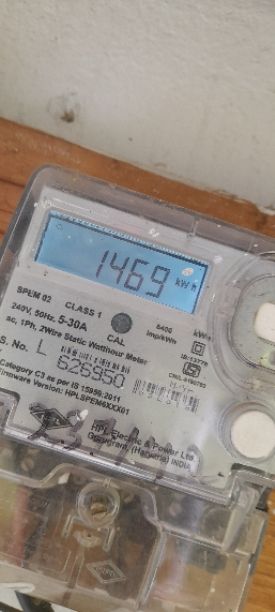 1469 kWh
SPEM 02 CLASS 1
240V, 50Hz, 5-30A CAL 6400 imp/kWh kWh
ac, 1Ph, 2Wire Static Watthour Meter
S. No. L 626950
Category C3 as per IS 15959:2011
Firmware Version: HPLSPEM6XXX01
HPL Electric & Power Ltd
Gurugram, (Haryana) INDIA